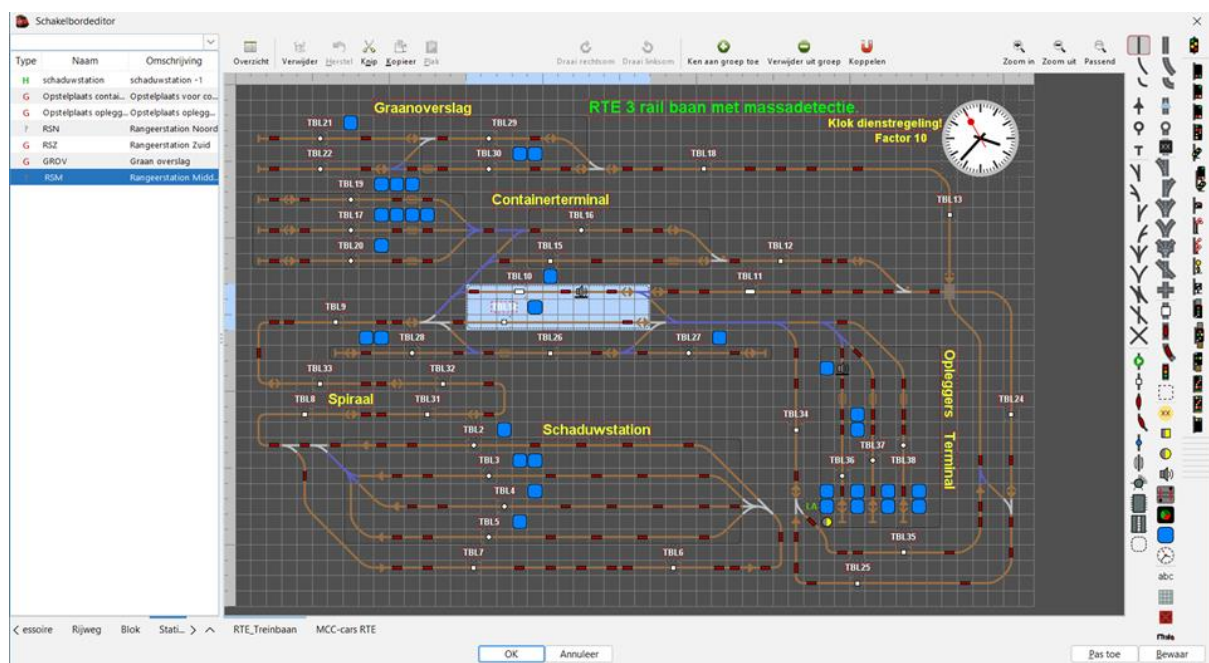 Schakelbordeditor
Type Naam Omschrijving
H schaduwstation schaduwstation -1
G Opstelplaats contai... Opstelplaats voor co...
G Opstelplaats oplegg... Opstelplaats oplegg...
? RSN Rangeerstation Noord
G RSZ Rangeerstation Zuid
G GROV Graan overslag
RSM Rangeerstation Midd...
Overzicht Verwijder Herstel Knip Kopieer Plak Draai rechtsom Draai linksom Ken aan groep toe Verwijder uit groep Koppelen Zoom in Zoom uit Passend
Graanoverslag
RTE 3 rail baan met massadetectie.
Klok dienstregeling!
Factor 10
TBL21 TBL29
TBL22 TBL30 TBL18
TBL19
Containerterminal
TBL13
TBL17 TBL16
TBL20 TBL15 TBL12
TBL10 TBL11
TBL9
TBL28 TBL26 TBL27
TBL33 TBL32
Spiraal
TBL8 TBL31
TBL24
TBL2
Schaduwstation
TBL34
Opleggers Terminal
TBL3
TBL37
TBL36 TBL38
TBL4
LA
TBL5
TBL35
TBL7 TBL6
TBL25
T
XX
abc
essoire Rijweg Blok Stati... RTE_Treinbaan MCC-cars RTE
OK Annuleer Pas toe Bewaar